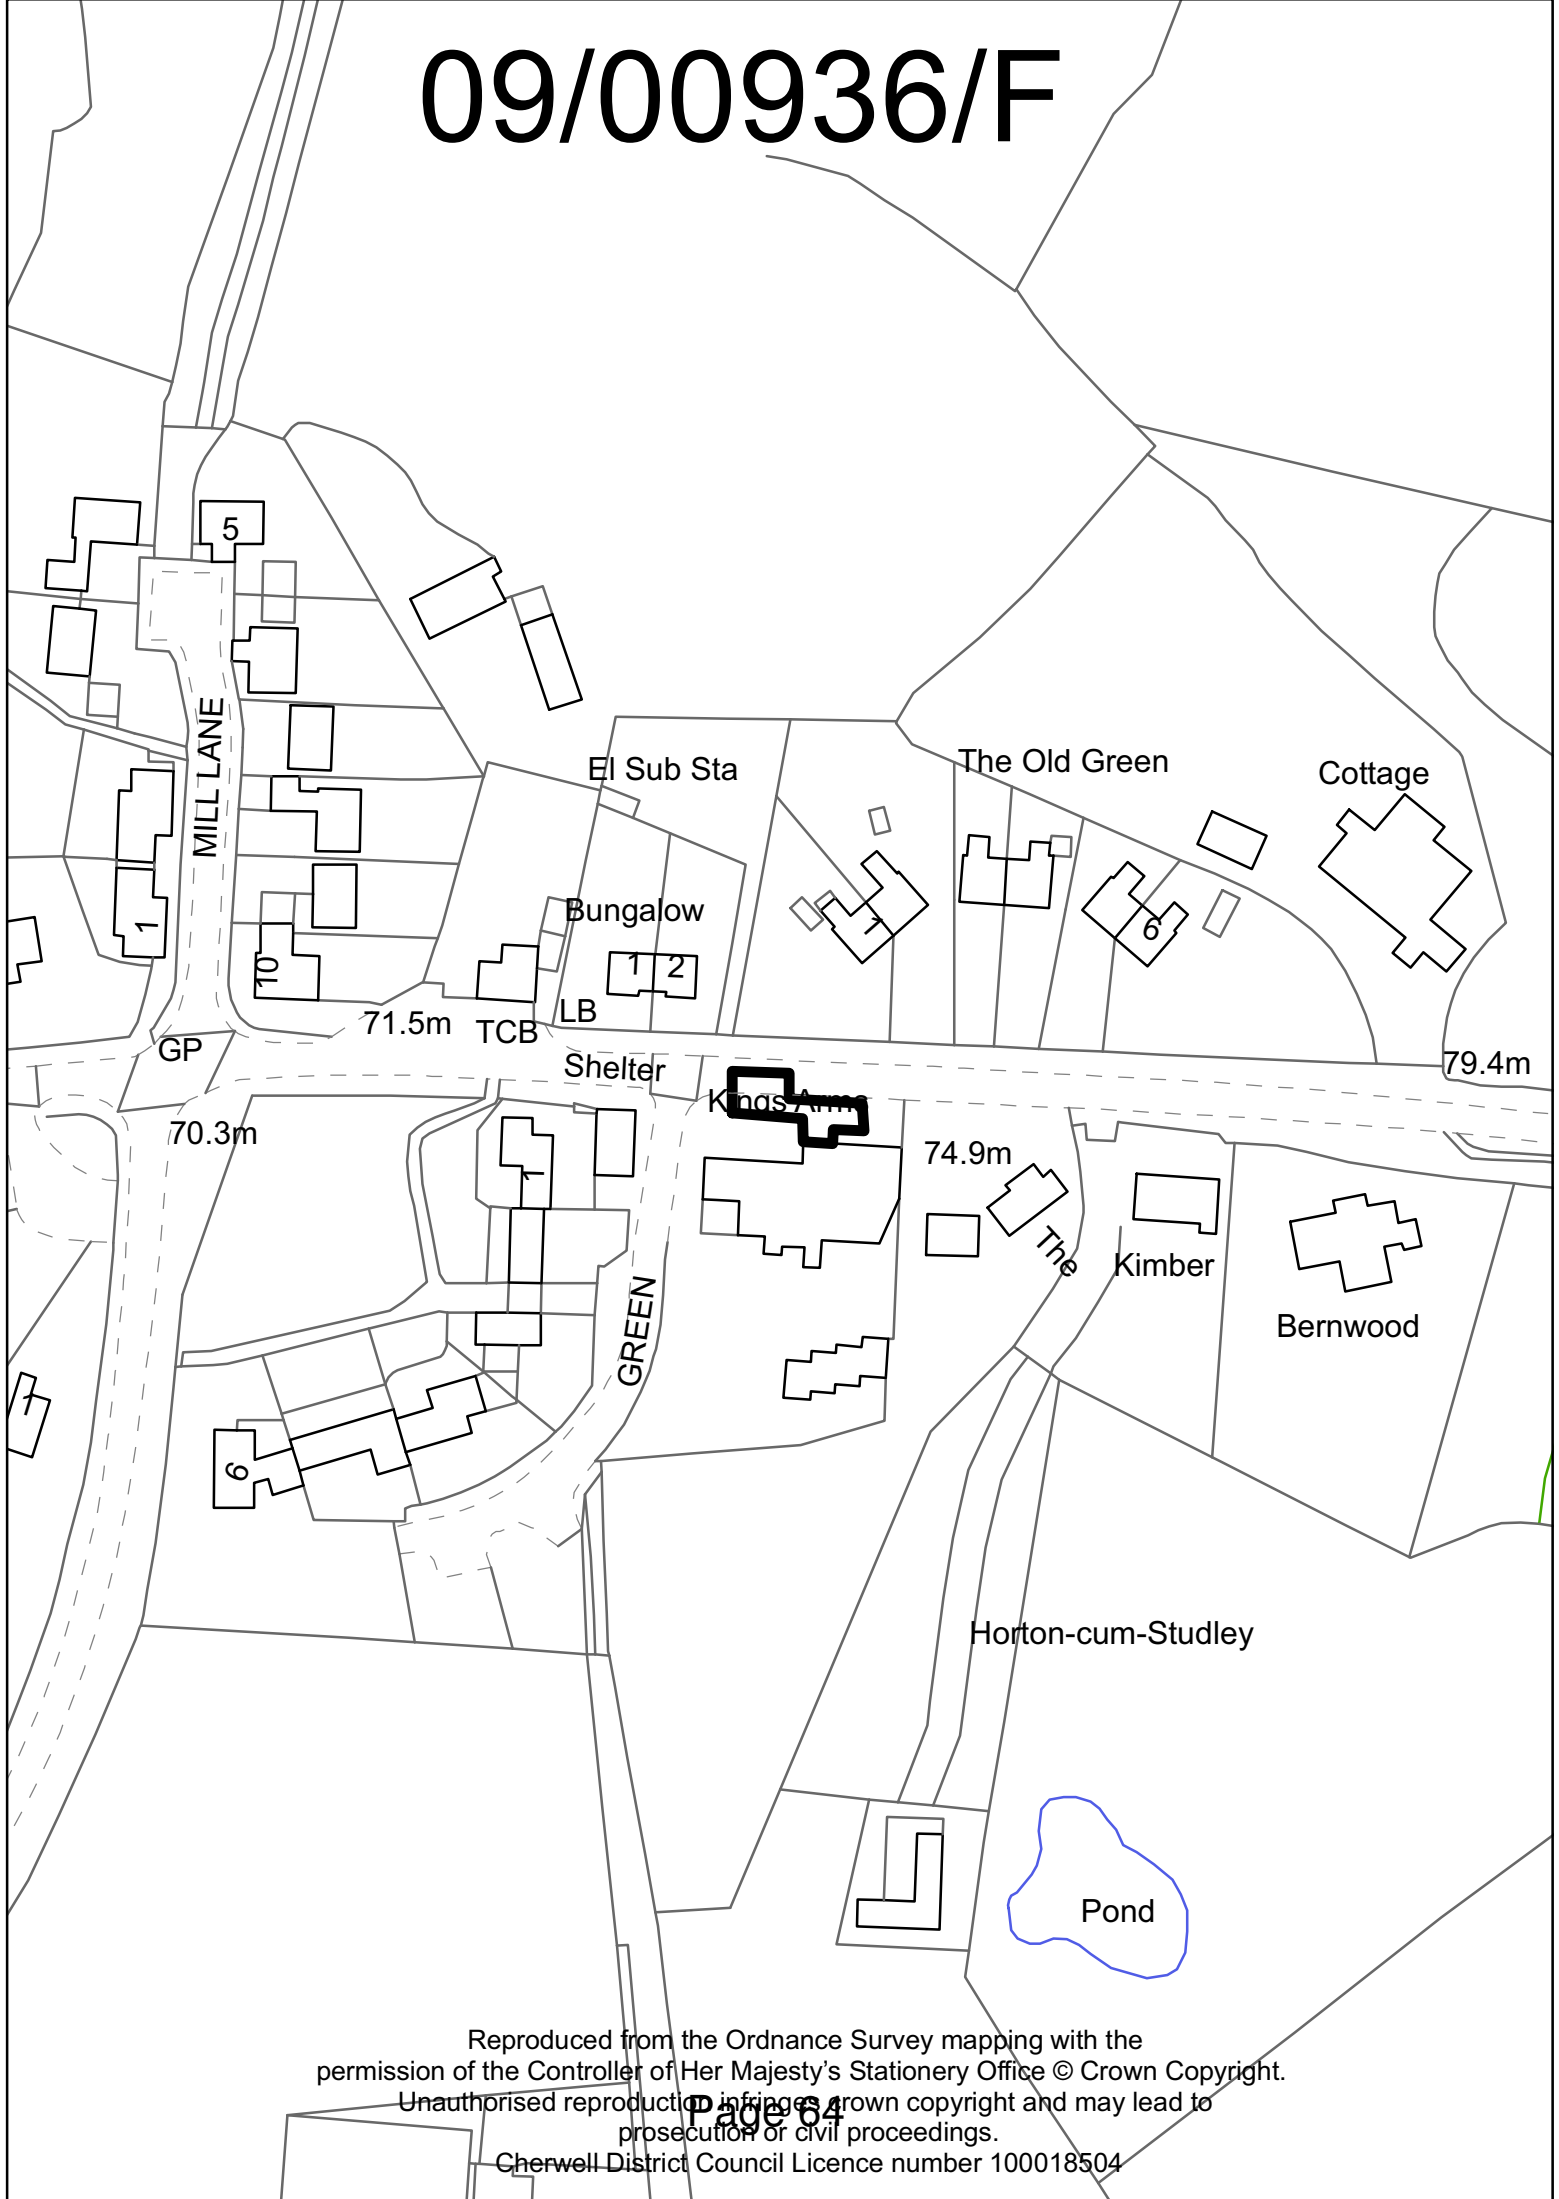 09/00936/F
5
MILL LANE
El Sub Sta
The Old Green
Cottage
Bungalow
1
1
6
10
1 2
71.5m
TCB
LB
GP
Shelter
79.4m
Kings Arms
70.3m
74.9m
1
The
Kimber
GREEN
Bernwood
1
6
Horton-cum-Studley
Pond
Reproduced from the Ordnance Survey mapping with the
permission of the Controller of Her Majesty's Stationery Office © Crown Copyright.
Unauthorised reproduction infringes crown copyright and may lead to
Page 64
prosecution or civil proceedings.
Cherwell District Council Licence number 100018504